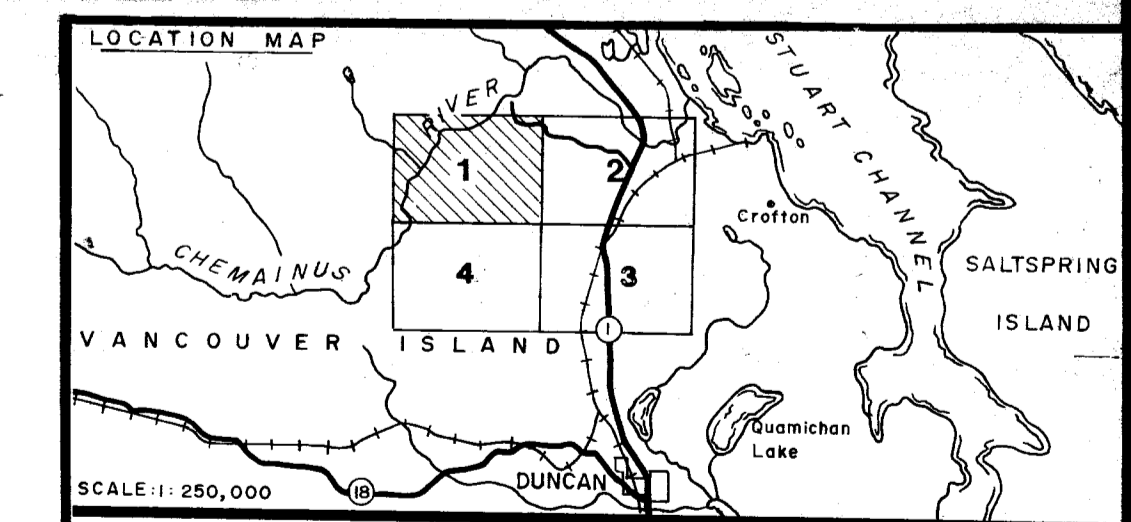 LOCATION MAP
STUART CHANNEL
RIVER
1
2
Crofton
CHEMAINUS
4
3
SALTSPRING
ISLAND
VANCOUVER ISLAND
1
Quamichan
Lake
DUNCAN
SCALE:1:250,000
18